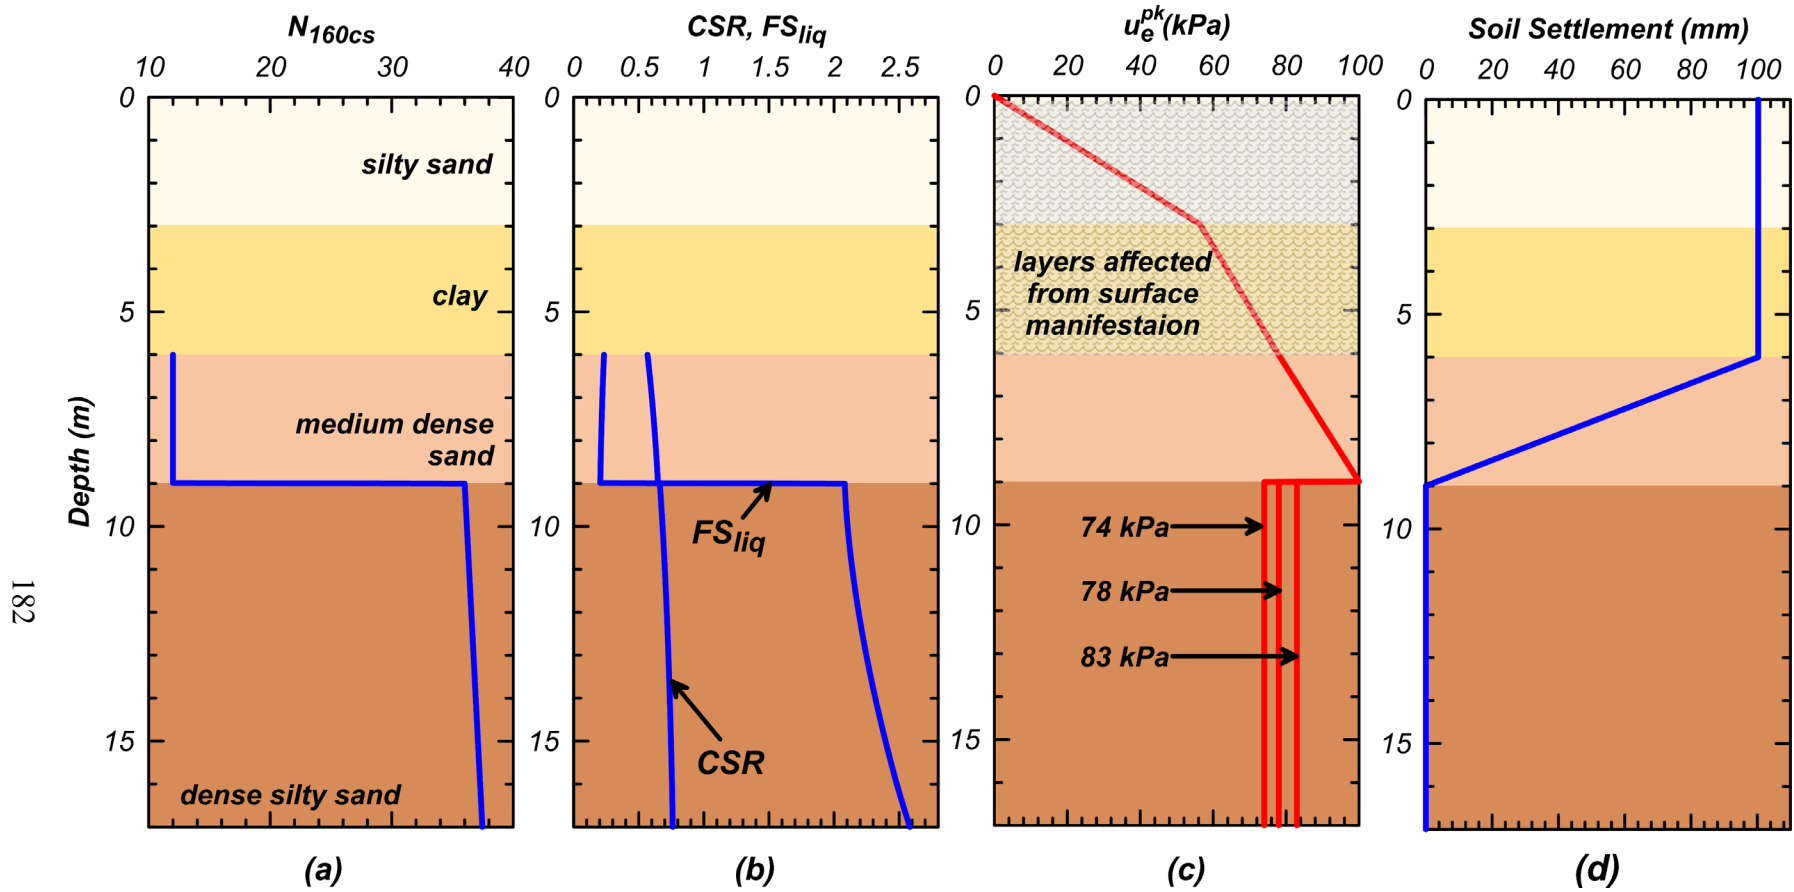 N160cs
10 20 30 40
0
5
10
15
silty sand
clay
medium dense
sand
dense silty sand
Depth (m)
(a)
CSR, FSliq
0 0.5 1 1.5 2 2.5
0
5
10
15
FSliq
CSR
(b)
uepk(kPa)
0 20 40 60 80 100
0
5
10
15
layers affected
from surface
manifestaion
74 kPa
78 kPa
83 kPa
(c)
Soil Settlement (mm)
0 20 40 60 80 100
0
5
10
15
(d)
182